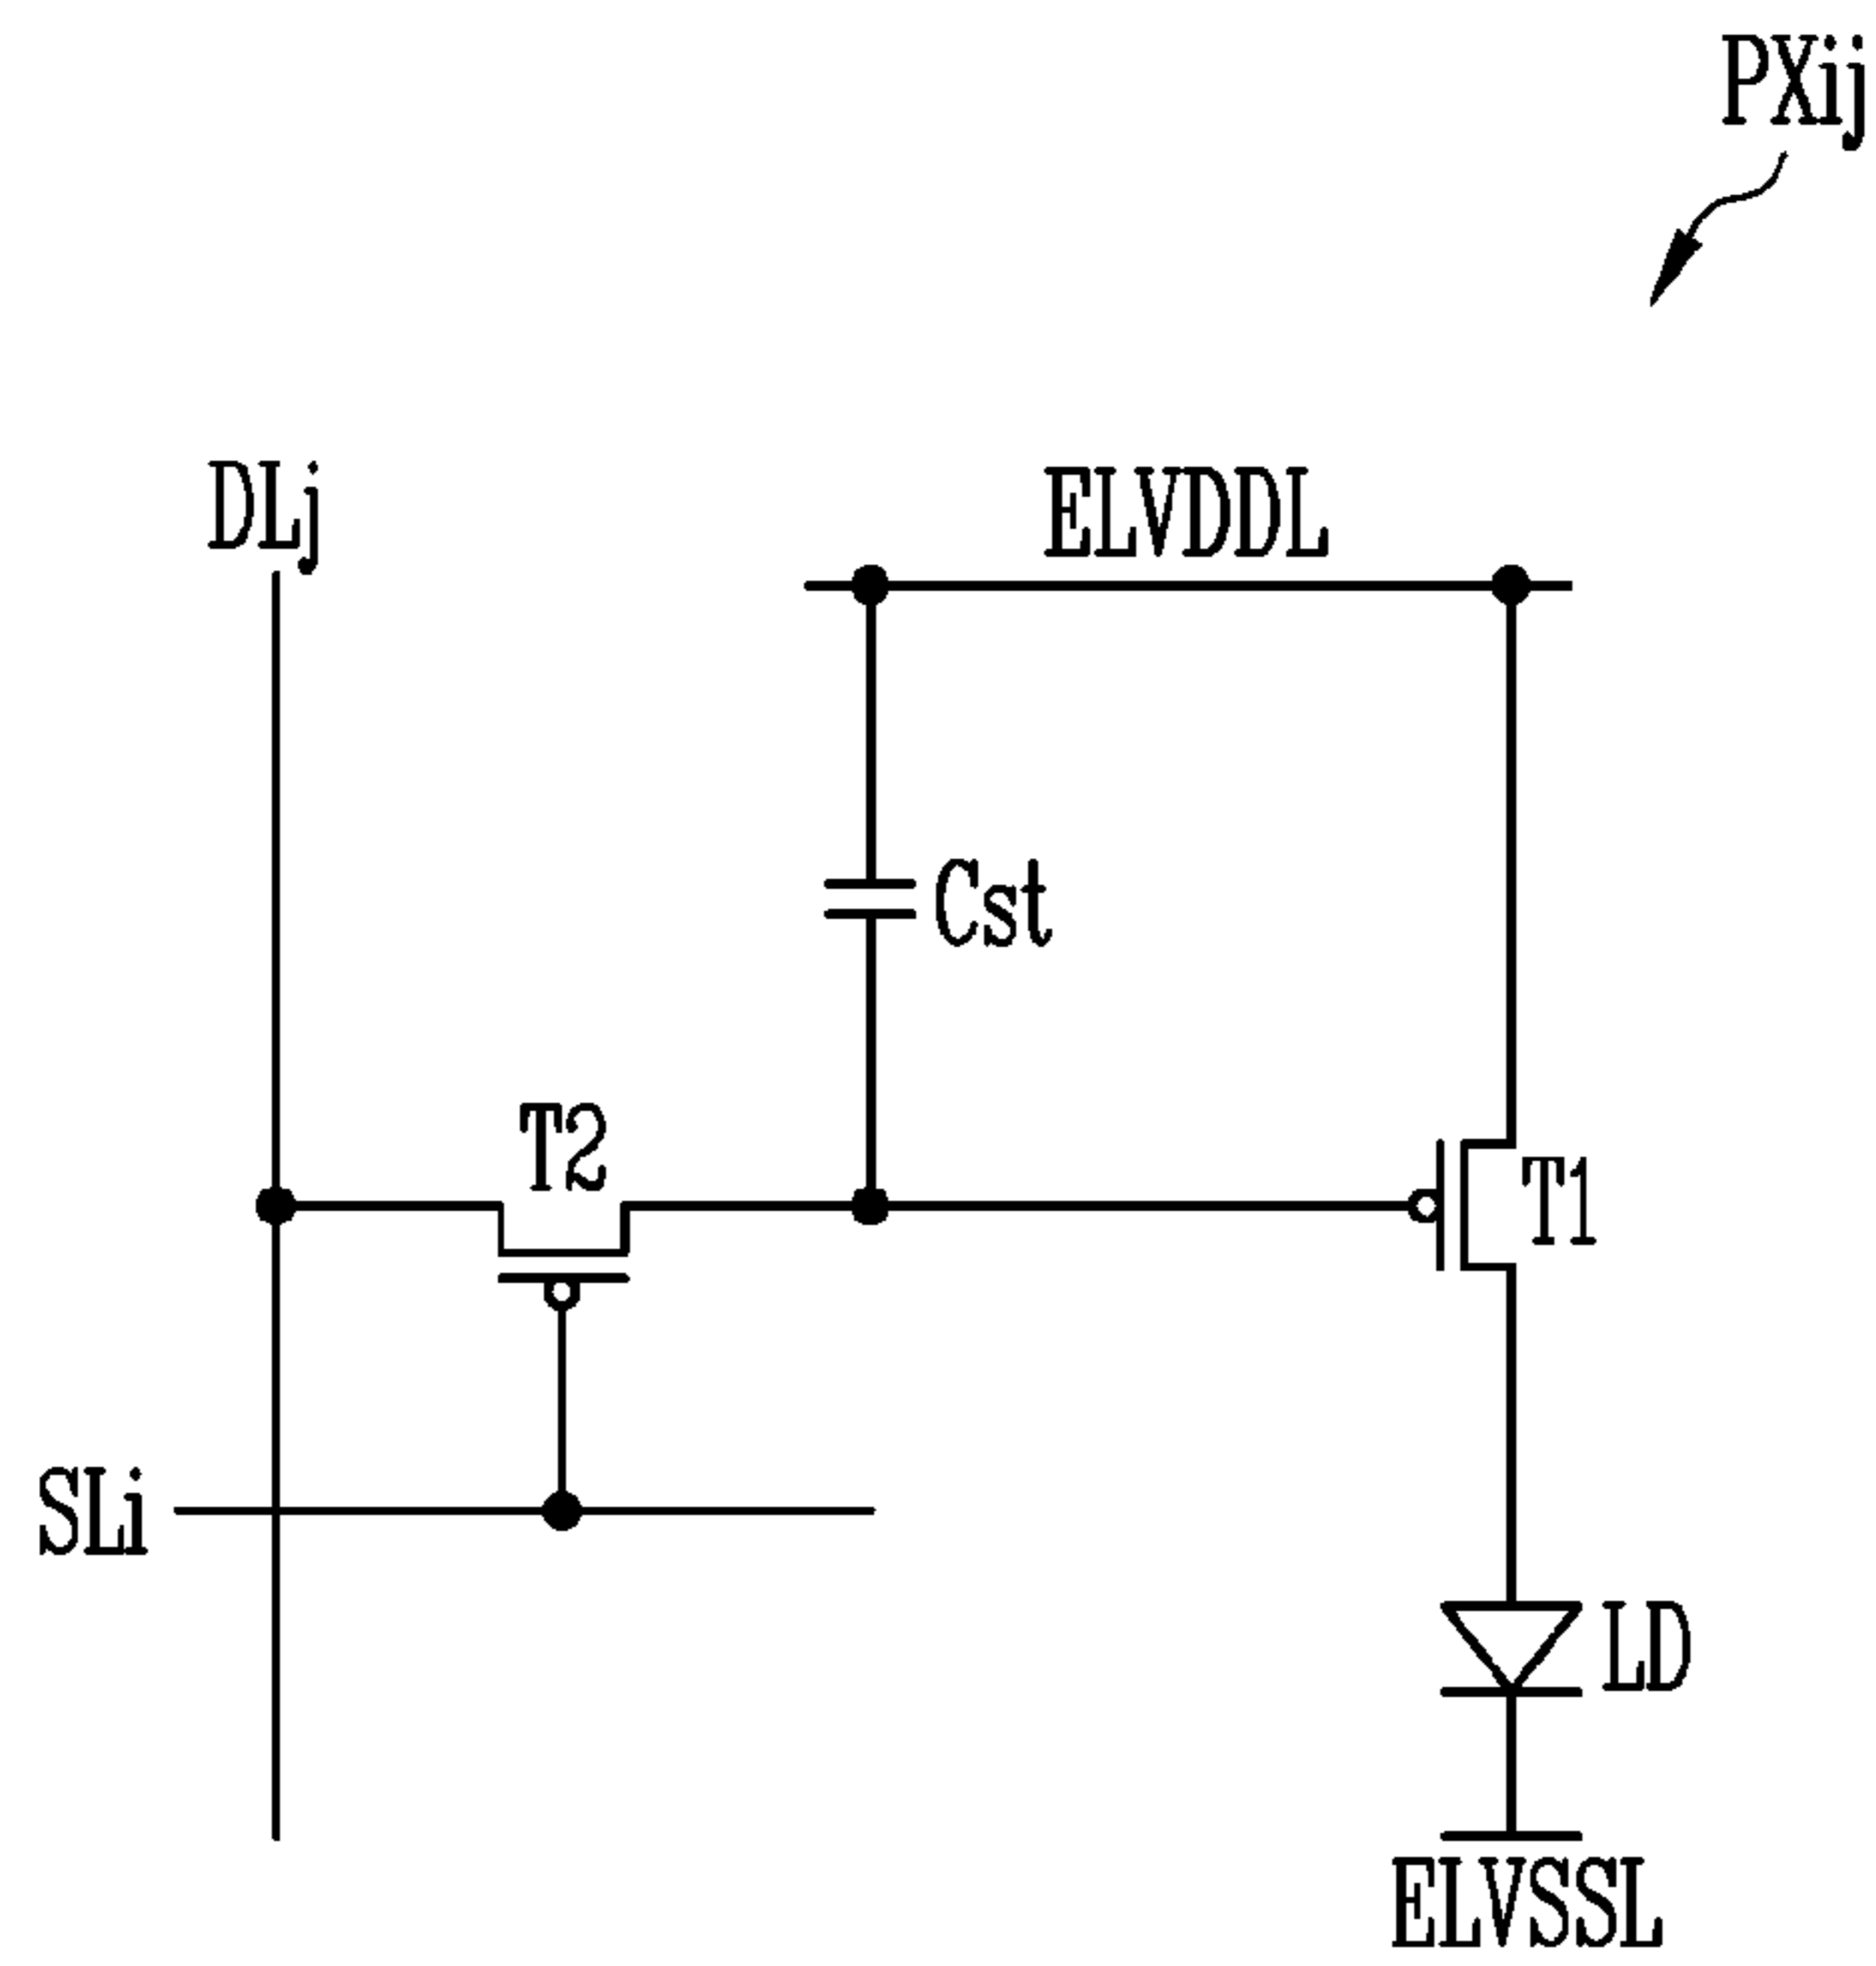 PXij
DLj
ELVDDL
Cst
T2
T1
SLi
LD
ELVSSL